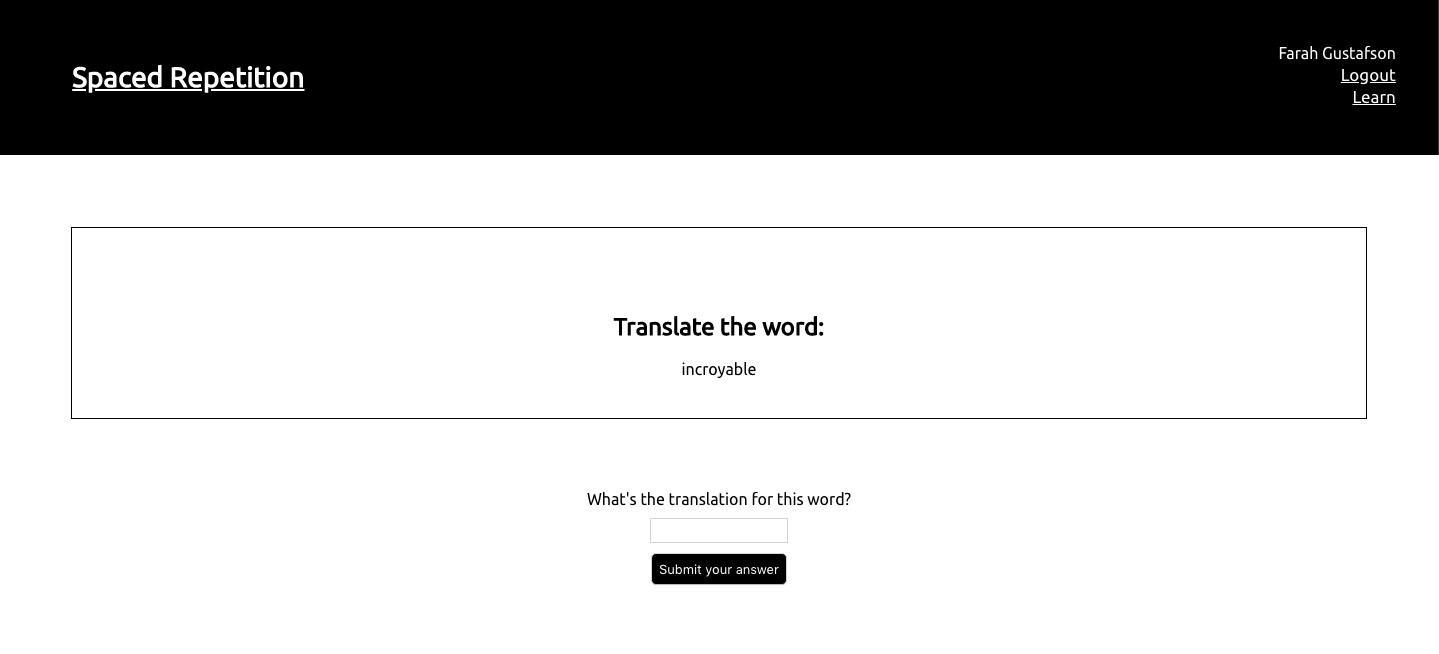 Spaced Repetition
Farah Gustafson
Logout
Learn
Translate the word:
incroyable
What's the translation for this word?
Submit your answer